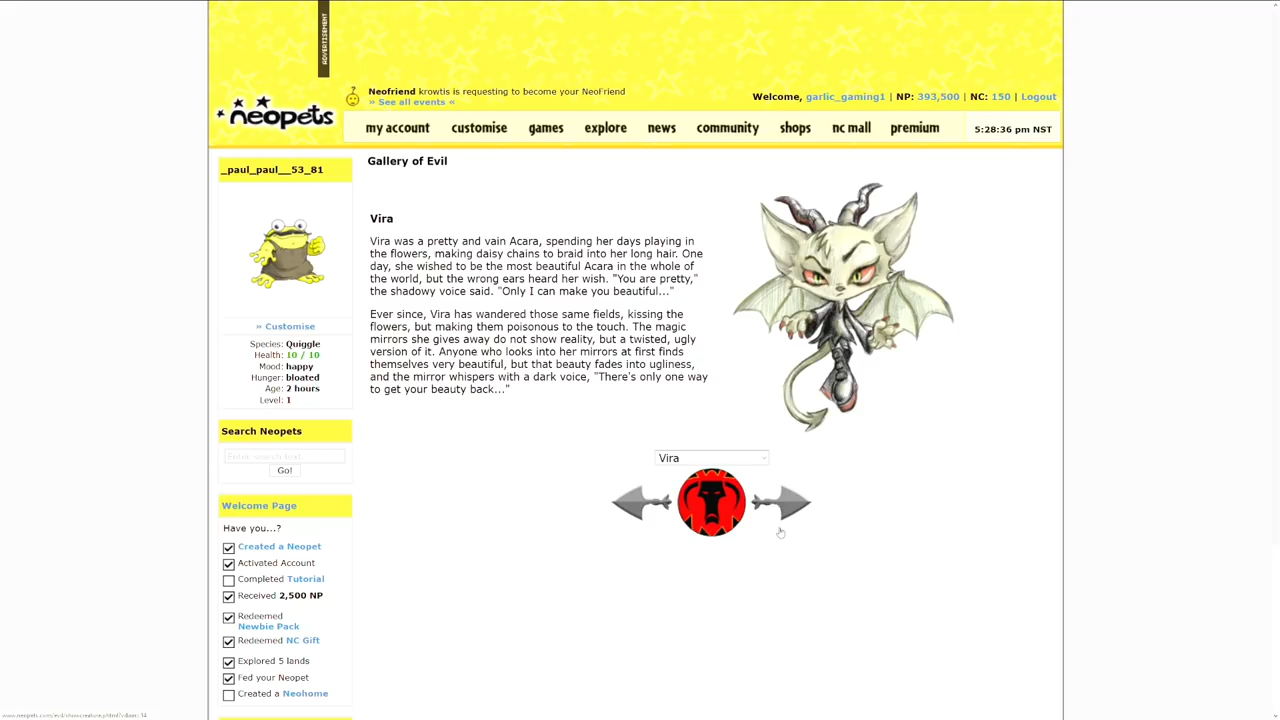 ADVERTISEMENT
Neofriend krowtis is requesting to become your NeoFriend
» See all events «
Welcome, garlic_gaming1 | NP: 393,500 | NC: 150 | Logout
neopets
my account customise games explore news community shops nc mall premium
5:28:36 pm NST
_paul_paul__53_81
» Customise
Species: Quiggle
Health: 10 / 10
Mood: happy
Hunger: bloated
Age: 2 hours
Level: 1
Search Neopets
Enter search text...
Go!
Welcome Page
Have you...?
Created a Neopet
Activated Account
Completed Tutorial
Received 2,500 NP
Redeemed
Newbie Pack
Redeemed NC Gift
Explored 5 lands
Fed your Neopet
Created a Neohome
Gallery of Evil
Vira
Vira was a pretty and vain Acara, spending her days playing in
the flowers, making daisy chains to braid into her long hair. One
day, she wished to be the most beautiful Acara in the whole of
the world, but the wrong ears heard her wish. "You are pretty,"
the shadowy voice said. "Only I can make you beautiful..."
Ever since, Vira has wandered those same fields, kissing the
flowers, but making them poisonous to the touch. The magic
mirrors she gives away do not show reality, but a twisted, ugly
version of it. Anyone who looks into her mirrors at first finds
themselves very beautiful, but that beauty fades into ugliness,
and the mirror whispers with a dark voice, "There's only one way
to get your beauty back..."
Vira